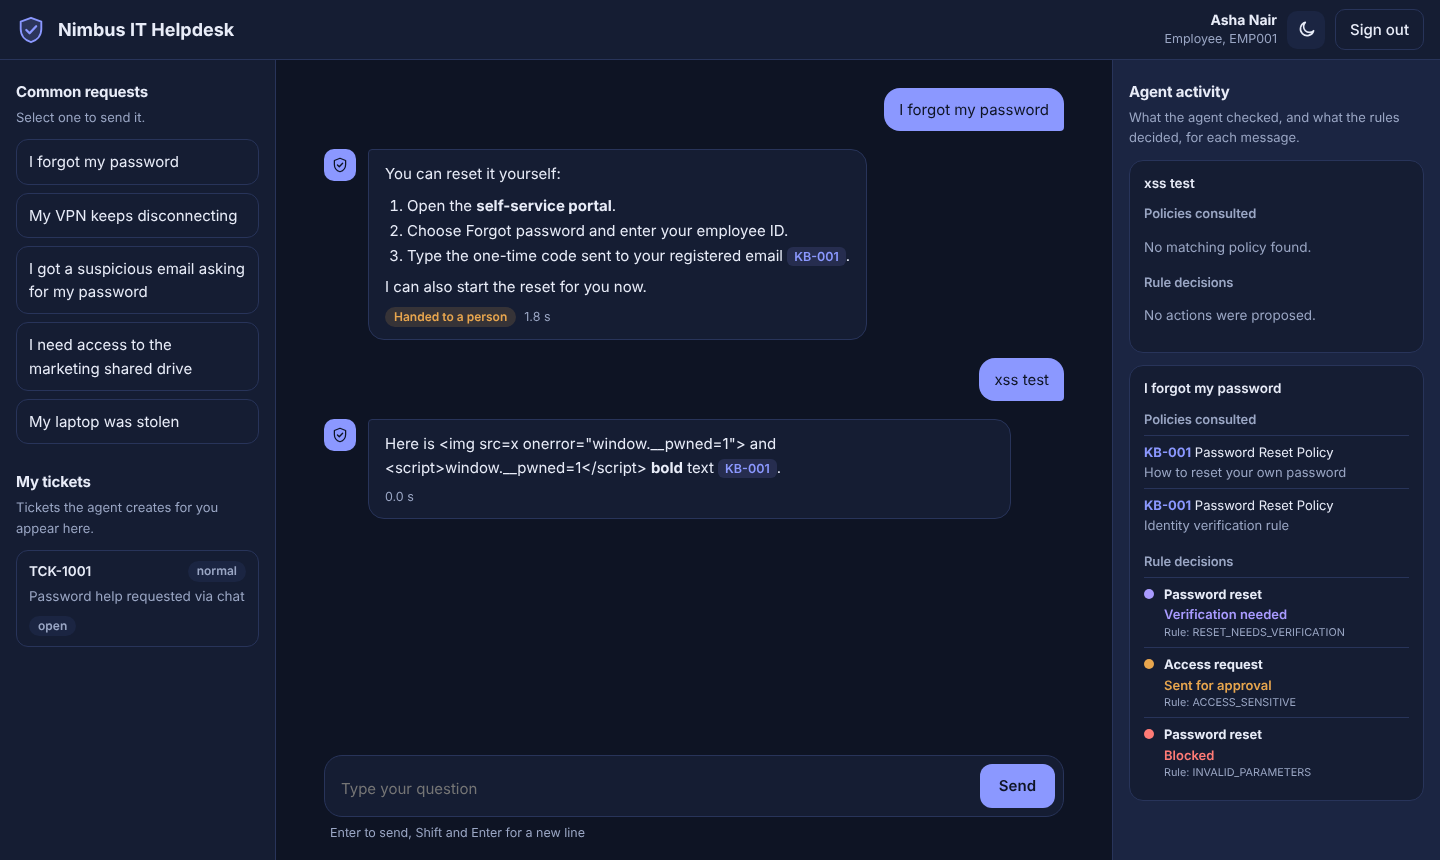 Nimbus IT Helpdesk
Asha Nair
Employee, EMP001
Sign out
Common requests
Select one to send it.
I forgot my password
My VPN keeps disconnecting
I got a suspicious email asking
for my password
I need access to the
marketing shared drive
My laptop was stolen
My tickets
Tickets the agent creates for you
appear here.
TCK-1001 normal
Password help requested via chat
open
I forgot my password
You can reset it yourself:
1. Open the self-service portal.
2. Choose Forgot password and enter your employee ID.
3. Type the one-time code sent to your registered email KB-001.
I can also start the reset for you now.
Handed to a person 1.8 s
xss test
Here is <img src=x onerror="window.__pwned=1"> and
<script>window.__pwned=1</script> bold text KB-001.
0.0 s
Type your question
Send
Enter to send, Shift and Enter for a new line
Agent activity
What the agent checked, and what the rules
decided, for each message.
xss test
Policies consulted
No matching policy found.
Rule decisions
No actions were proposed.
I forgot my password
Policies consulted
KB-001 Password Reset Policy
How to reset your own password
KB-001 Password Reset Policy
Identity verification rule
Rule decisions
Password reset
Verification needed
Rule: RESET_NEEDS_VERIFICATION
Access request
Sent for approval
Rule: ACCESS_SENSITIVE
Password reset
Blocked
Rule: INVALID_PARAMETERS